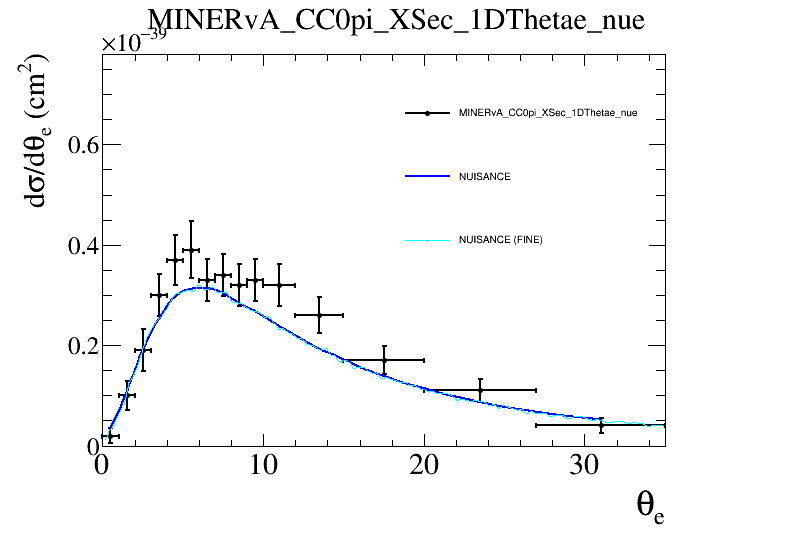 MINERvA_CC0pi_XSec_1DThetae_nue
×10⁻³⁹
dσ/dθₑ (cm²)
MINERvA_CC0pi_XSec_1DThetae_nue
0.6
NUISANCE
0.4
NUISANCE (FINE)
0.2
0
0 10 20 30
θₑ